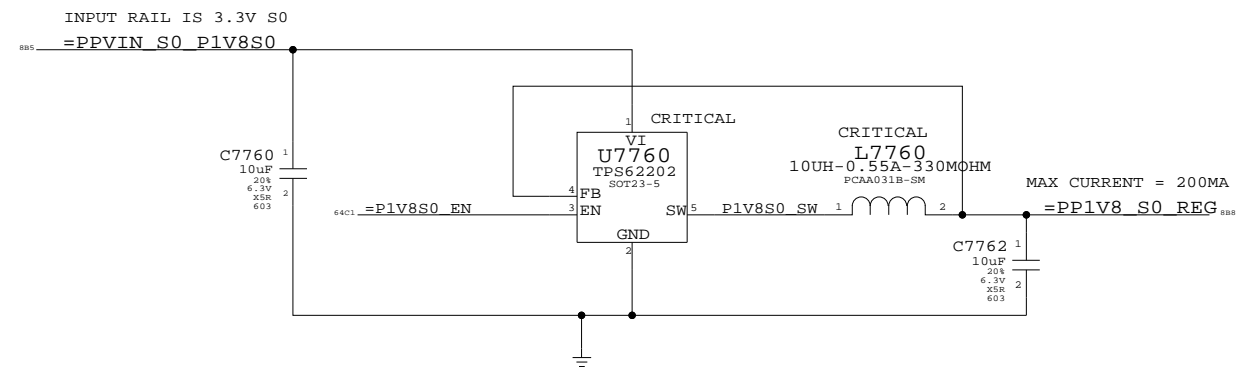 INPUT RAIL IS 3.3V S0
8B5 =PPVIN_S0_P1V8S0
1 CRITICAL
VI
U7760
TPS62202
SOT23-5
4 FB
64C1 =P1V8S0_EN 3 EN
SW 5 P1V8S0_SW 1 2
GND
2
C7760 1
10uF
20%
6.3V 2
X5R
603
CRITICAL
L7760
10UH-0.55A-330MOHM
PCAA031B-SM
MAX CURRENT = 200MA
=PP1V8_S0_REG 8B8
C7762 1
10uF
20%
6.3V 2
X5R
603